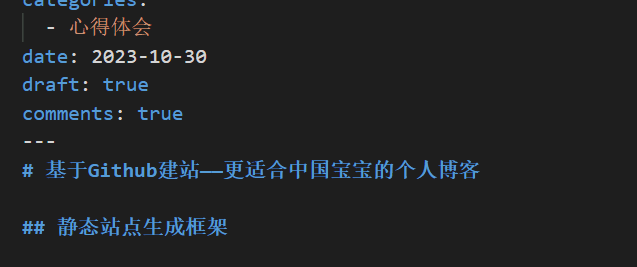 categories:
- 心得体会
date: 2023-10-30
draft: true
comments: true
---
# 基于Github建站——更适合中国宝宝的个人博客
## 静态站点生成框架